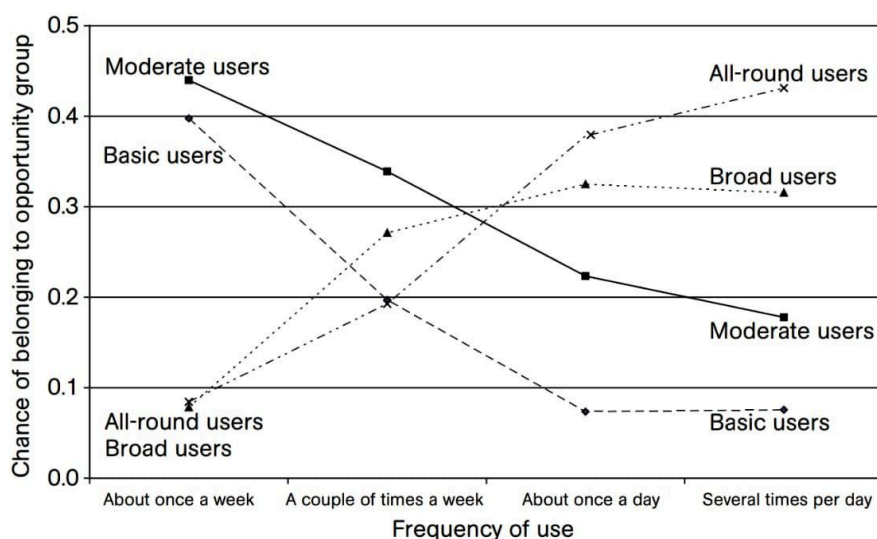 Chance of belonging to opportunity group
0.5
0.4
0.3
0.2
0.1
0.0
Moderate users
Basic users
All-round users
Broad users
All-round users
Broad users
Moderate users
Basic users
About once a week
A couple of times a week
About once a day
Several times per day
Frequency of use